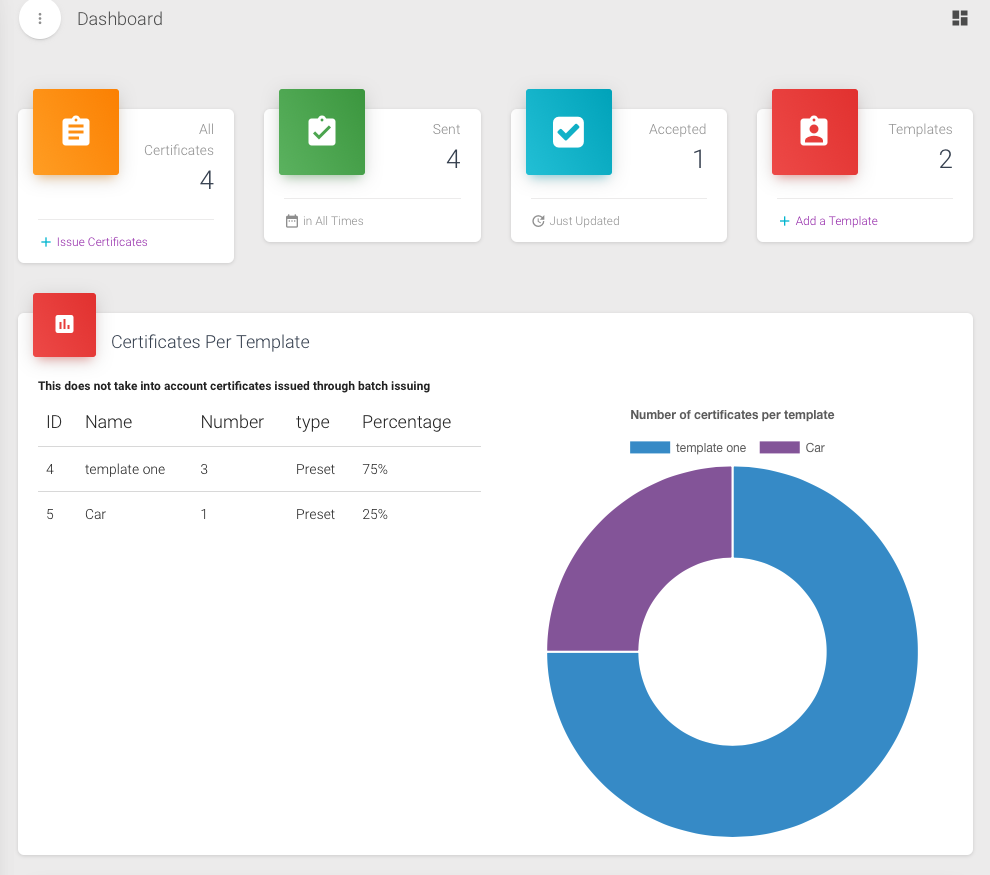 Dashboard
All
Certificates
4
Issue Certificates
Sent
4
in All Times
Accepted
1
Just Updated
Templates
2
Add a Template
Certificates Per Template
This does not take into account certificates issued through batch issuing
ID Name Number type Percentage
4 template one 3 Preset 75%
5 Car 1 Preset 25%
Number of certificates per template
template one Car